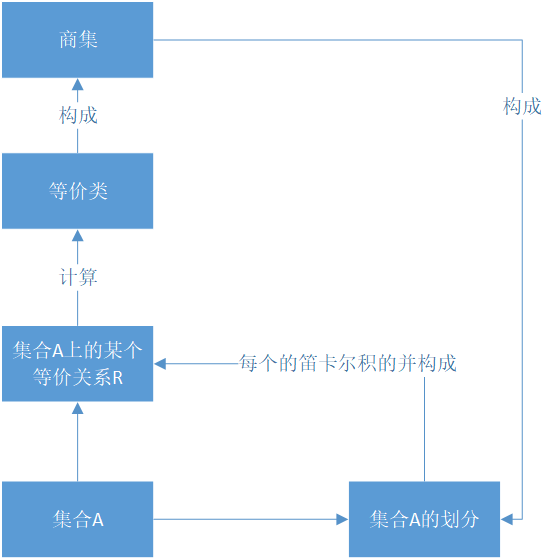 商集
构成
构成
等价类
计算
集合A上的某个
等价关系R
每个的笛卡尔积的并构成
集合A
集合A的划分